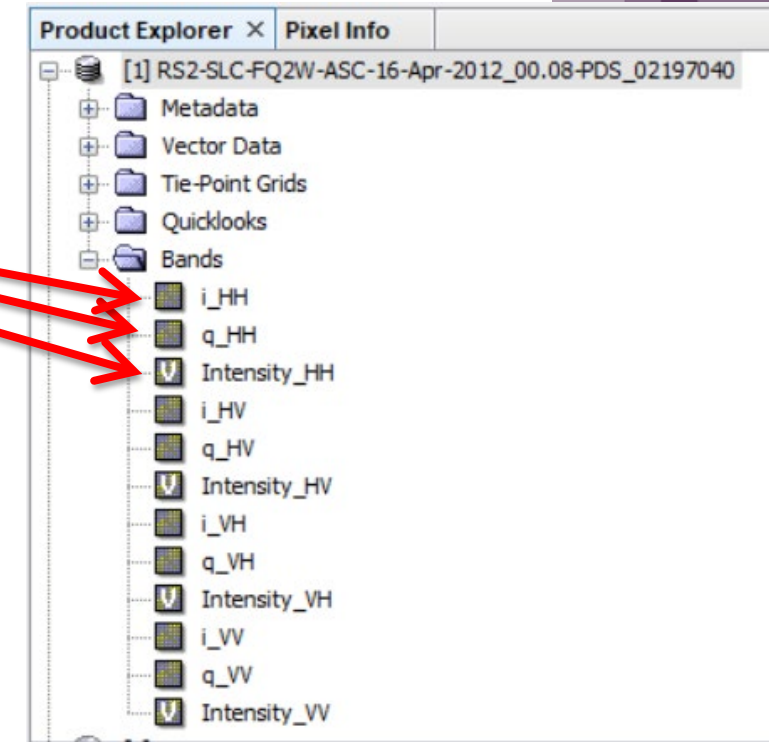 Product Explorer × Pixel Info
[1] RS2-SLC-FQ2W-ASC-16-Apr-2012_00.08-PDS_02197040
Metadata
Vector Data
Tie-Point Grids
Quicklooks
Bands
i_HH
q_HH
Intensity_HH
i_HV
q_HV
Intensity_HV
i_VH
q_VH
Intensity_VH
i_VV
q_VV
Intensity_VV